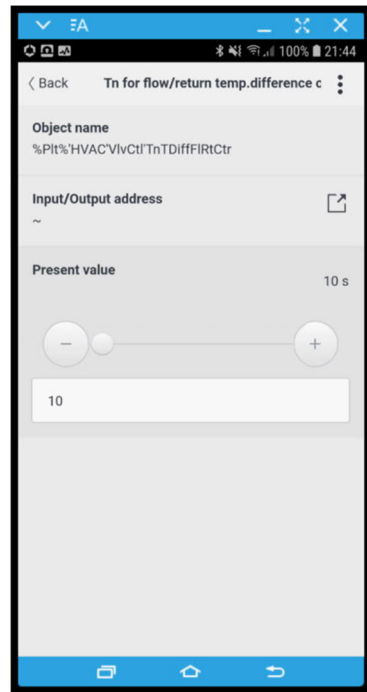 ΞA
100% 21:44
Back Tn for flow/return temp.difference c
Object name
%Plt%'HVAC'VlvCtl'TnTDiffFlRtCtr
Input/Output address
~
Present value
10 s
10